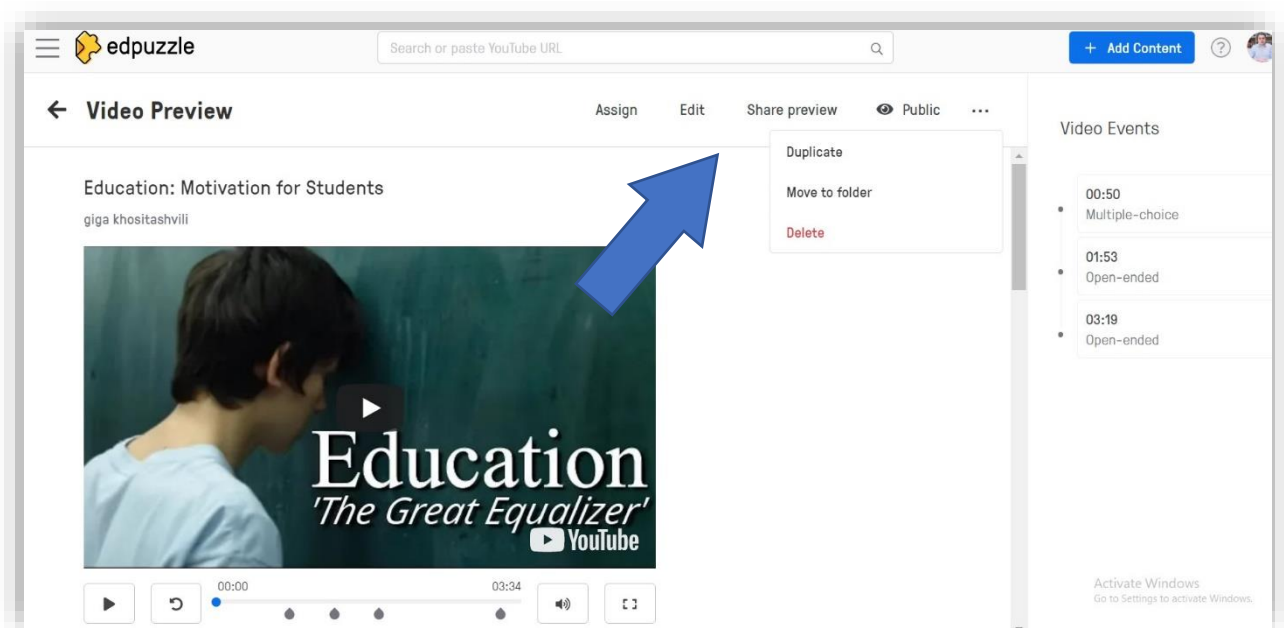 edpuzzle
Search or paste YouTube URL
+ Add Content
?
Video Preview
Assign
Edit
Share preview
Public
...
Duplicate
Move to folder
Delete
Video Events
Education: Motivation for Students
giga khositashvili
00:50
Multiple-choice
01:53
Open-ended
03:19
Open-ended
Education
'The Great Equalizer'
YouTube
00:00
03:34
Activate Windows
Go to Settings to activate Windows.